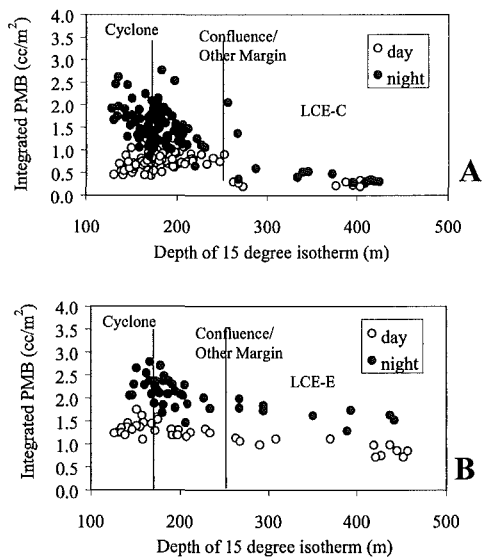 4.0
3.5
3.0
2.5
2.0
1.5
1.0
0.5
0.0
Integrated PMB (cc/m²)
Cyclone
Confluence/
Other Margin
day
night
LCE-C
A
100 200 300 400 500
Depth of 15 degree isotherm (m)
4.0
3.5
3.0
2.5
2.0
1.5
1.0
0.5
0.0
Integrated PMB (cc/m²)
Cyclone
Confluence/
Other Margin
day
night
LCE-E
B
100 200 300 400 500
Depth of 15 degree isotherm (m)